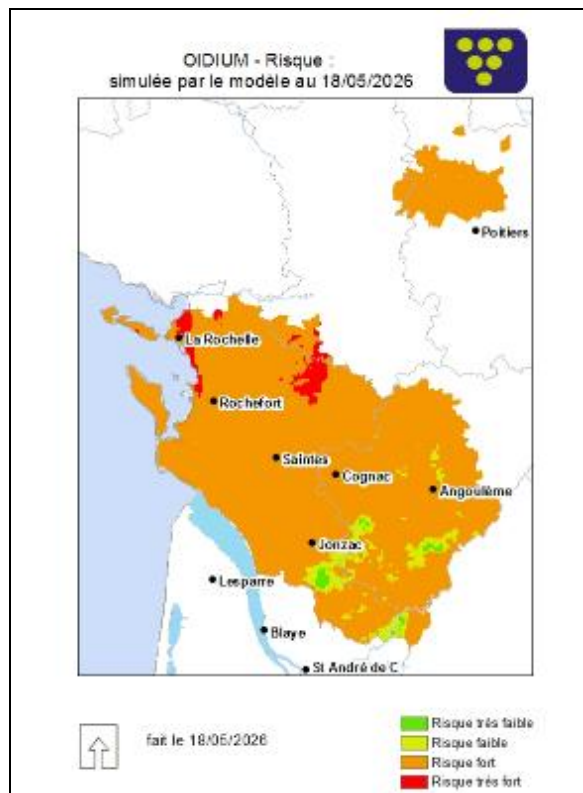 OIDIUM - Risque :
simulée par le modèle au 18/05/2026
Poitiers
La Rochelle
Rochefort
Saintes
Cognac
Angoulême
Jonzac
Lesparre
Blaye
St André de C
fait le 18/05/2026
Risque très faible
Risque faible
Risque fort
Risque très fort